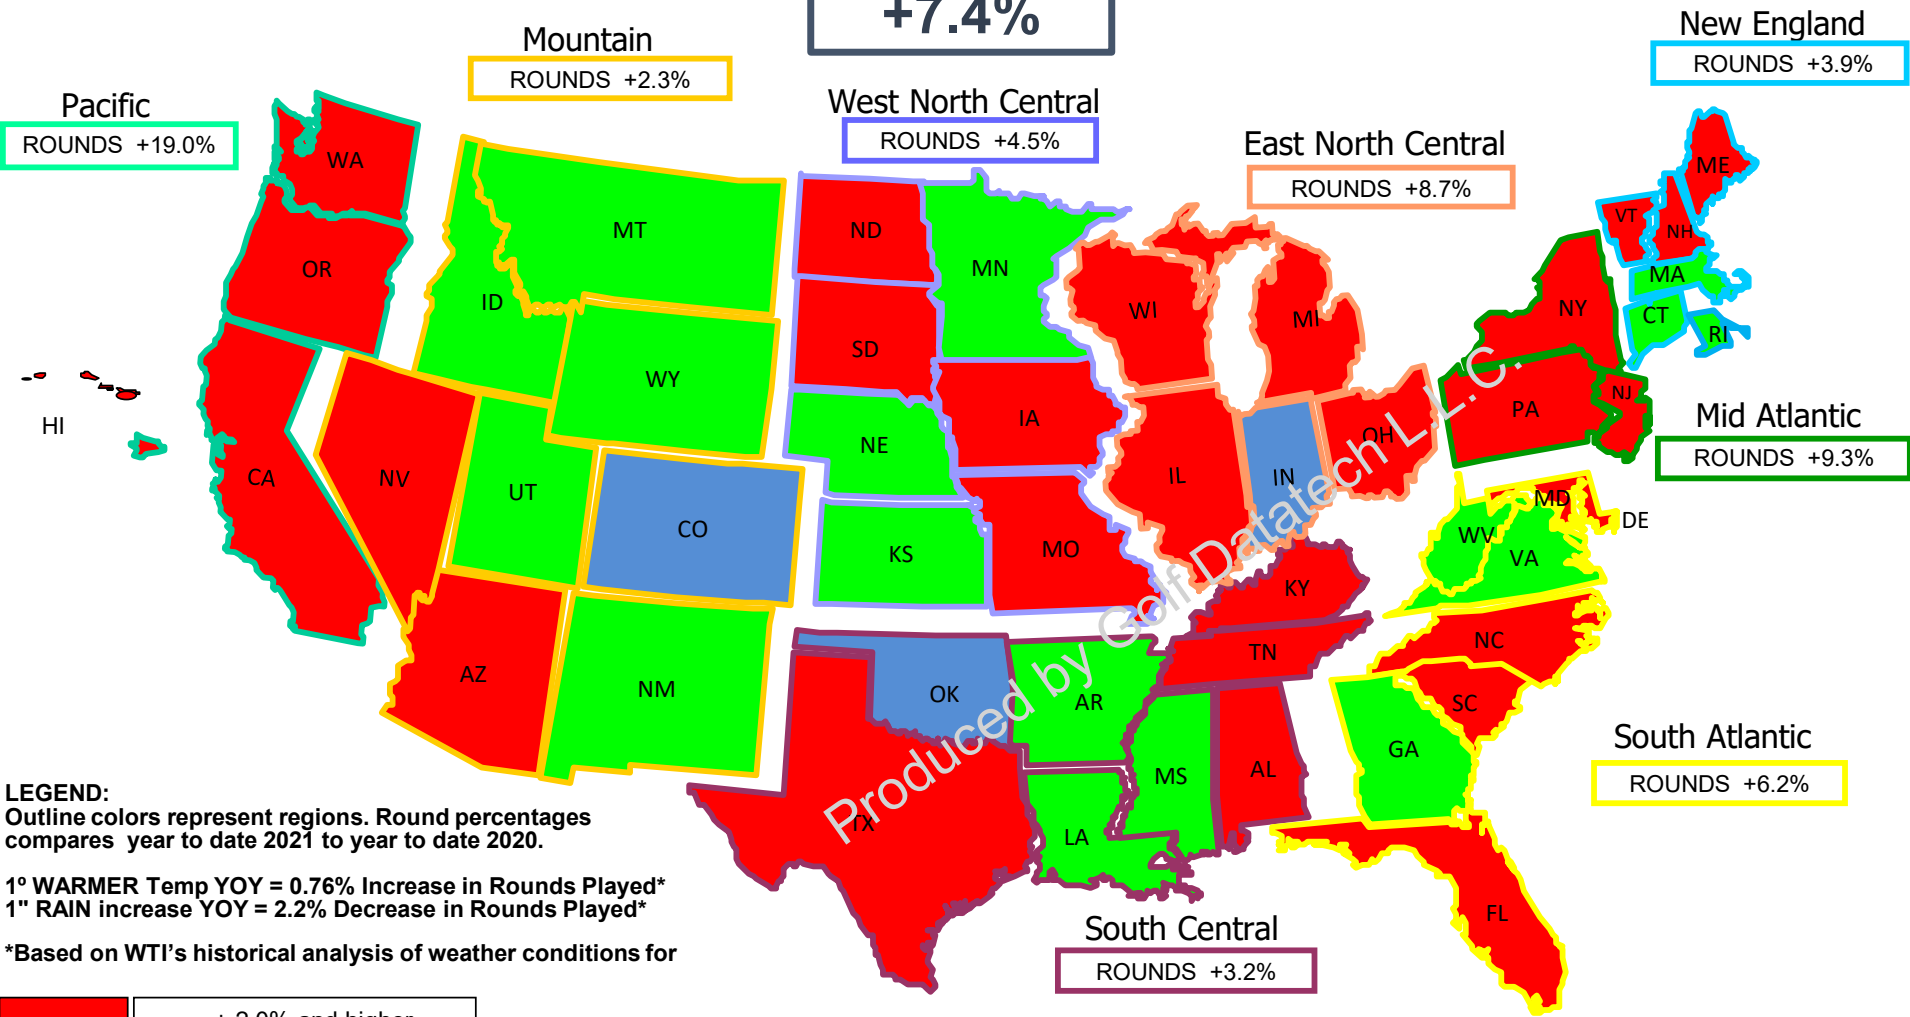 +7.4%
New England
ROUNDS +3.9%
Mountain
ROUNDS +2.3%
Pacific
ROUNDS +19.0%
West North Central
ROUNDS +4.5%
East North Central
ROUNDS +8.7%
WA
OR
CA
HI
NV
ID
MT
WY
UT
CO
AZ
NM
ND
SD
NE
KS
MN
IA
MO
WI
MI
IL
IN
OH
KY
TN
OK
AR
TX
LA
MS
AL
ME
VT
NH
MA
CT
RI
NY
PA
NJ
MD
DE
WV
VA
NC
SC
GA
FL
Mid Atlantic
ROUNDS +9.3%
South Atlantic
ROUNDS +6.2%
South Central
ROUNDS +3.2%
Produced by Golf Datatech L.L.C.
LEGEND:
Outline colors represent regions. Round percentages
compares year to date 2021 to year to date 2020.
1º WARMER Temp YOY = 0.76% Increase in Rounds Played*
1" RAIN increase YOY = 2.2% Decrease in Rounds Played*
*Based on WTI’s historical analysis of weather conditions for
+ 2.0% and higher